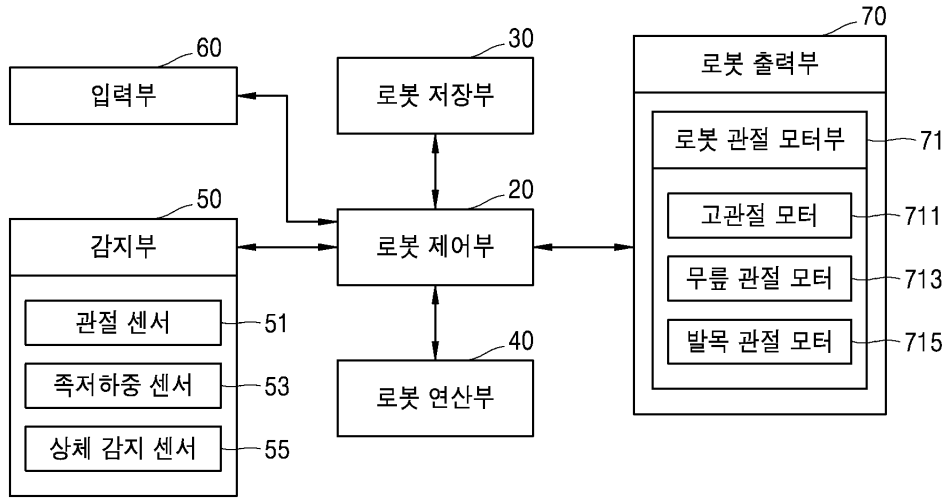 60
입력부
30
로봇 저장부
70
로봇 출력부
로봇 관절 모터부
71
고관절 모터
711
무릎 관절 모터
713
발목 관절 모터
715
20
로봇 제어부
50
감지부
관절 센서
51
족저하중 센서
53
상체 감지 센서
55
40
로봇 연산부